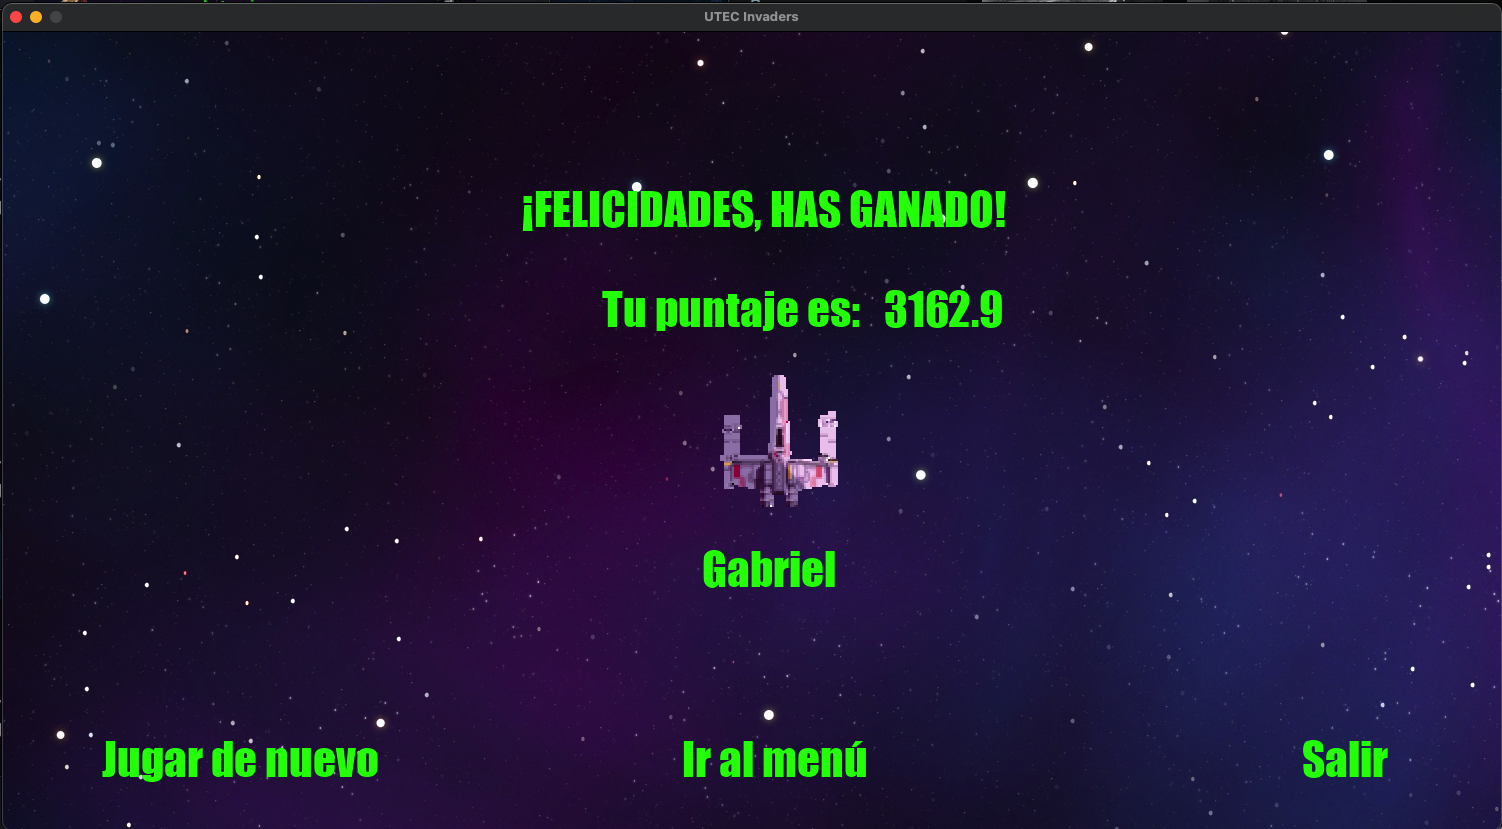 UTEC Invaders
¡FELICIDADES, HAS GANADO!
Tu puntaje es: 3162.9
Gabriel
Jugar de nuevo
Ir al menú
Salir